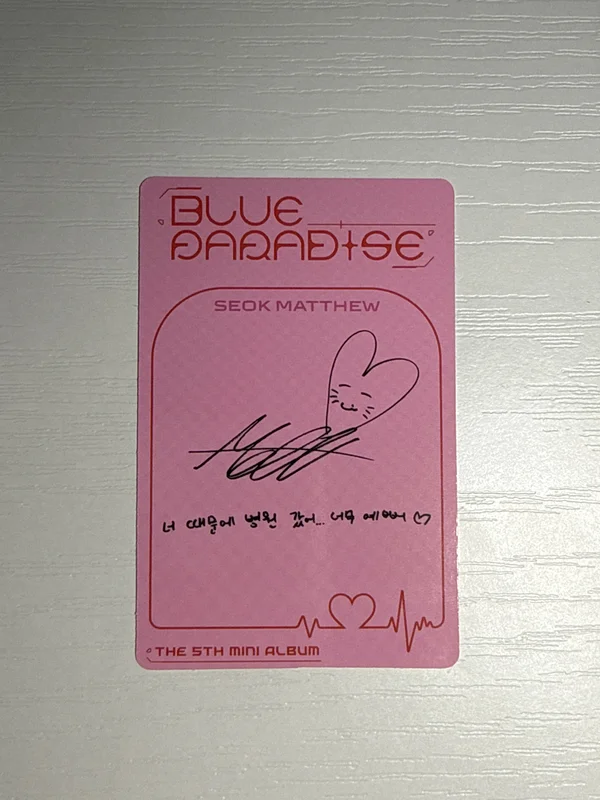 BLUE
PARADISE
SEOK MATTHEW
너 때문에 병원 갔어... 너무 예뻐 ♡
THE 5TH MINI ALBUM